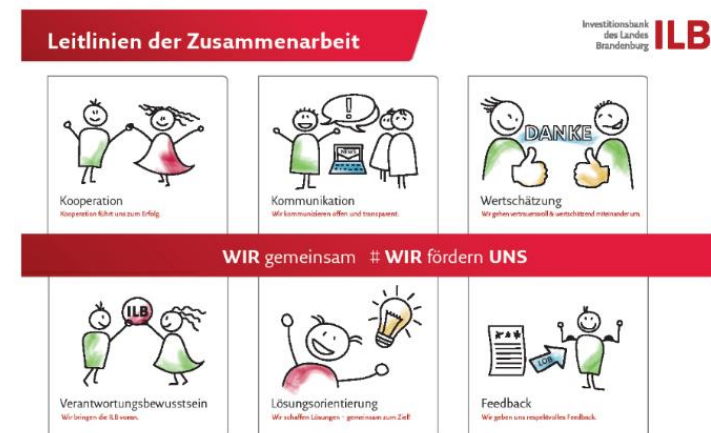 Leitlinien der Zusammenarbeit
Investitionsbank
des Landes
Brandenburg
ILB
Kooperation
Kooperation führt uns zum Erfolg.
!
NEWS
Kommunikation
Wir kommunizieren offen und transparent.
DANKE
Wertschätzung
Wir gehen vertrauensvoll & wertschätzend miteinander um.
WIR gemeinsam # WIR fördern UNS
ILB
Verantwortungsbewusstsein
Wir bringen die ILB voran.
Lösungsorientierung
Wir schaffen Lösungen – gemeinsam zum Ziel!
LOB
Feedback
Wir geben uns respektvolles Feedback.